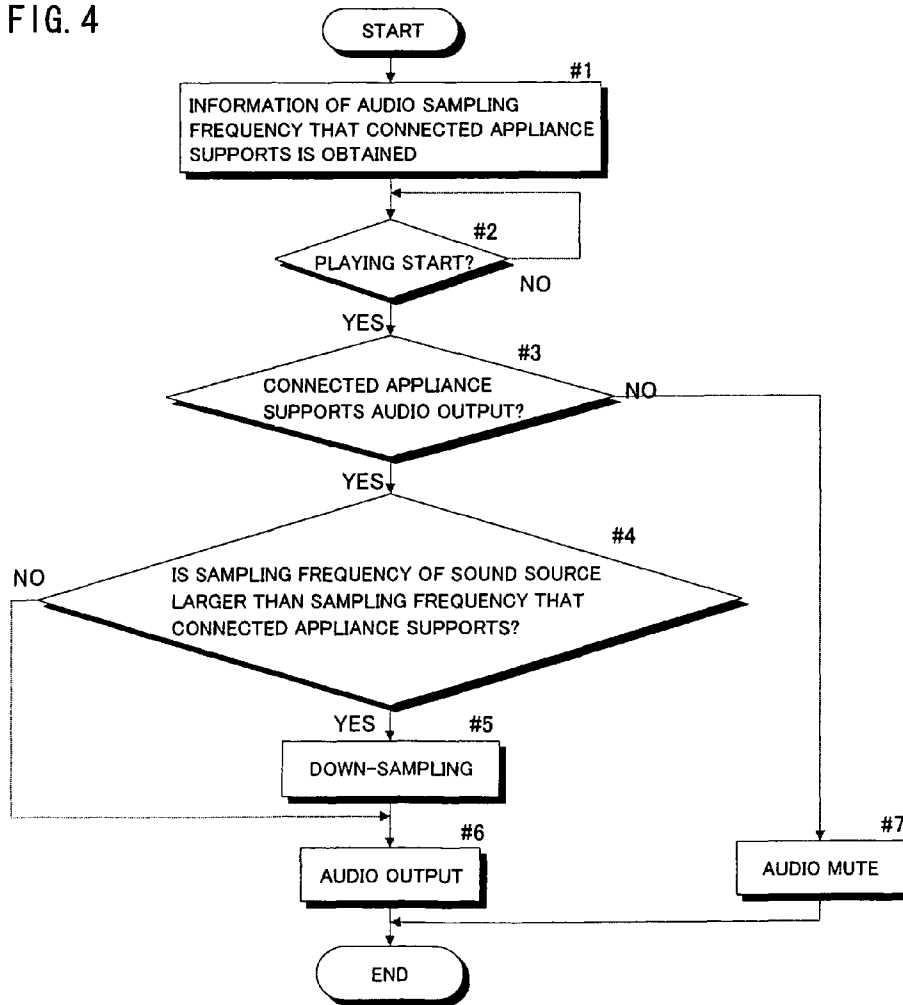 FIG. 4
START
#1
INFORMATION OF AUDIO SAMPLING
FREQUENCY THAT CONNECTED APPLIANCE
SUPPORTS IS OBTAINED
#2
PLAYING START?
NO
YES
#3
CONNECTED APPLIANCE
SUPPORTS AUDIO OUTPUT?
NO
YES
#4
NO
IS SAMPLING FREQUENCY OF SOUND SOURCE
LARGER THAN SAMPLING FREQUENCY THAT
CONNECTED APPLIANCE SUPPORTS?
YES
#5
DOWN-SAMPLING
#6
AUDIO OUTPUT
#7
AUDIO MUTE
END